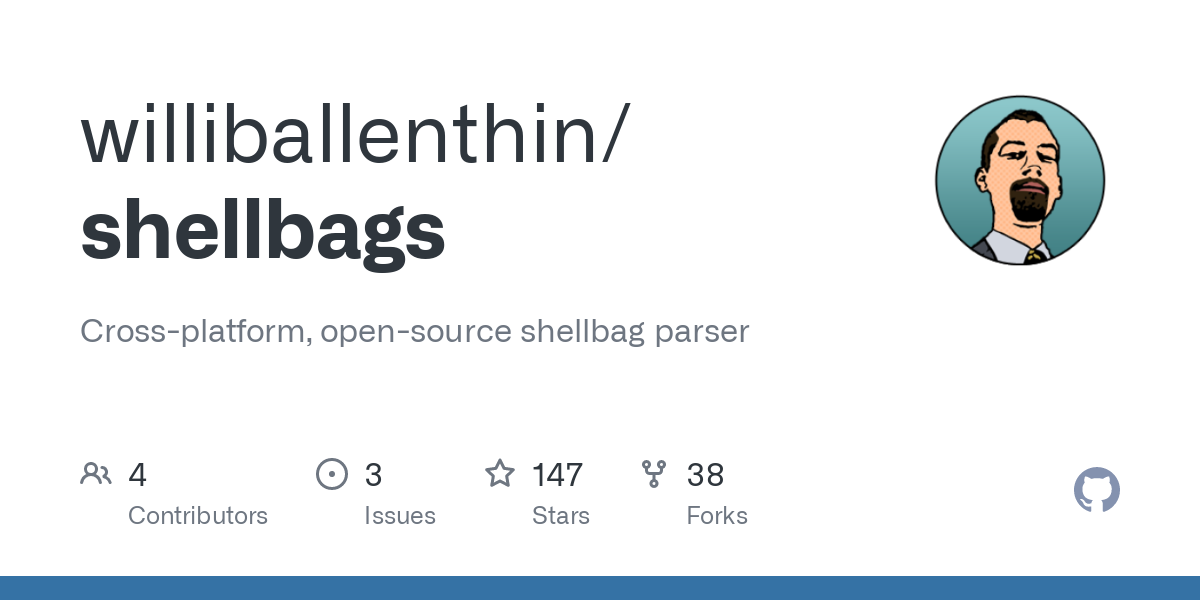 williballenthin/
shellbags
Cross-platform, open-source shellbag parser
4 3 147 38
Contributors Issues Stars Forks